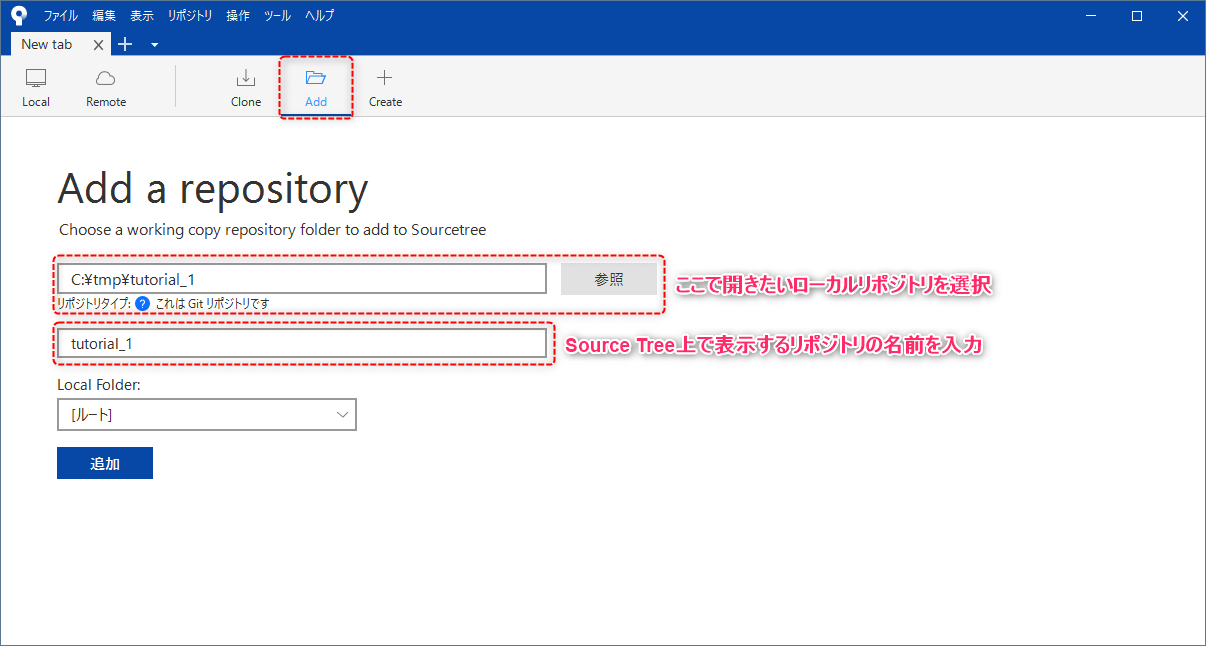 ファイル 編集 表示 リポジトリ 操作 ツール ヘルプ
New tab
Local Remote Clone Add Create
Add a repository
Choose a working copy repository folder to add to Sourcetree
C:¥tmp¥tutorial_1 参照 ここで開きたいローカルリポジトリを選択
リポジトリタイプ: ? これは Git リポジトリです
tutorial_1 Source Tree上で表示するリポジトリの名前を入力
Local Folder:
[ルート]
追加